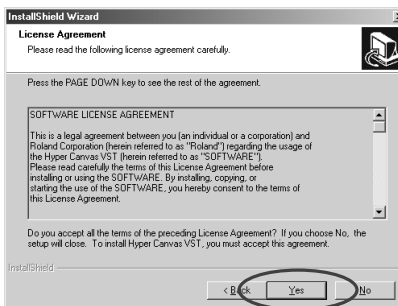 InstallShield Wizard
License Agreement
Please read the following license agreement carefully.
Press the PAGE DOWN key to see the rest of the agreement.
SOFTWARE LICENSE AGREEMENT
This is a legal agreement between you (an individual or a corporation) and
Roland Corporation (herein referred to as "Roland") regarding the usage of
the Hyper Canvas VST (herein referred to as "SOFTWARE").
Please read carefully the terms of this License Agreement before
installing or using the SOFTWARE. By installing, copying, or
starting the use of the SOFTWARE, you hereby consent to the terms of
this License Agreement.
Do you accept all the terms of the preceding License Agreement? If you choose No, the
setup will close. To install Hyper Canvas VST, you must accept this agreement.
InstallShield
< Back Yes No